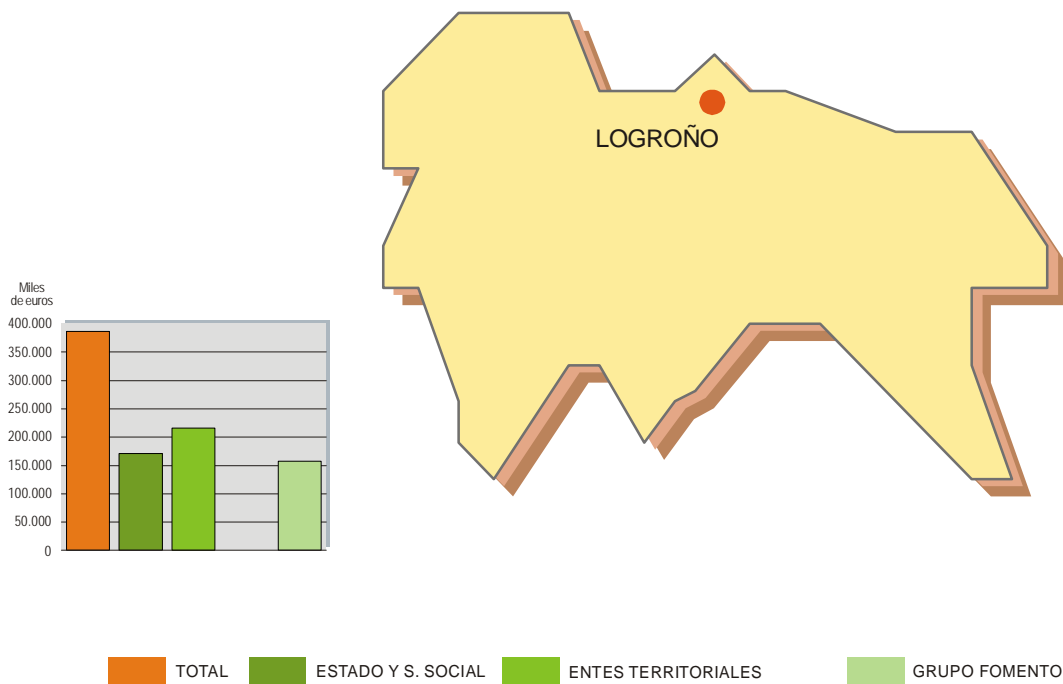 LOGROÑO
Miles
de euros
400.000
350.000
300.000
250.000
200.000
150.000
100.000
50.000
0
TOTAL
ESTADO Y S. SOCIAL
ENTES TERRITORIALES
GRUPO FOMENTO